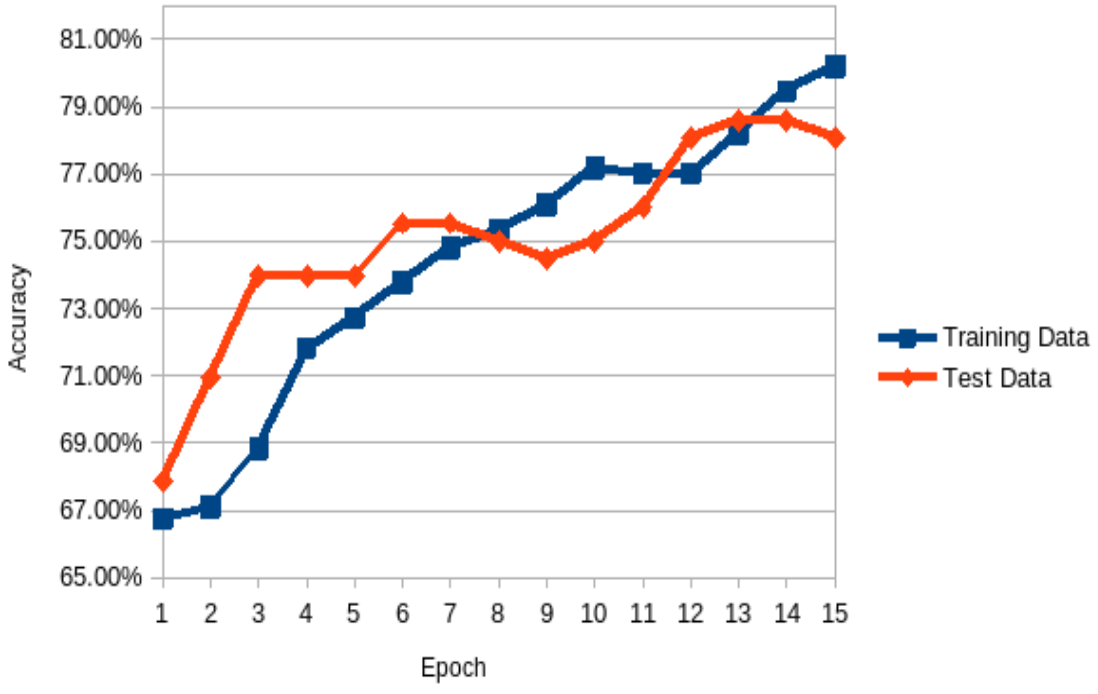 81.00%
79.00%
77.00%
75.00%
73.00%
71.00%
69.00%
67.00%
65.00%
Accuracy
1 2 3 4 5 6 7 8 9 10 11 12 13 14 15
Epoch
Training Data
Test Data